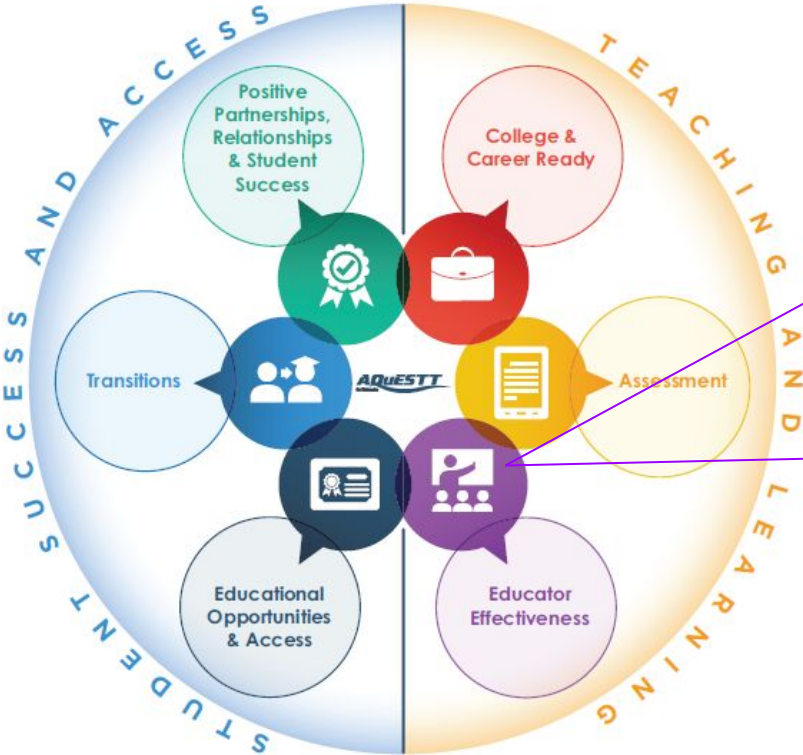 STUDENT SUCCESS AND ACCESS
TEACHING AND LEARNING
Positive
Partnerships,
Relationships
& Student
Success
College &
Career Ready
Transitions
AQuESTT
Assessment
Educational
Opportunities
& Access
Educator
Effectiveness